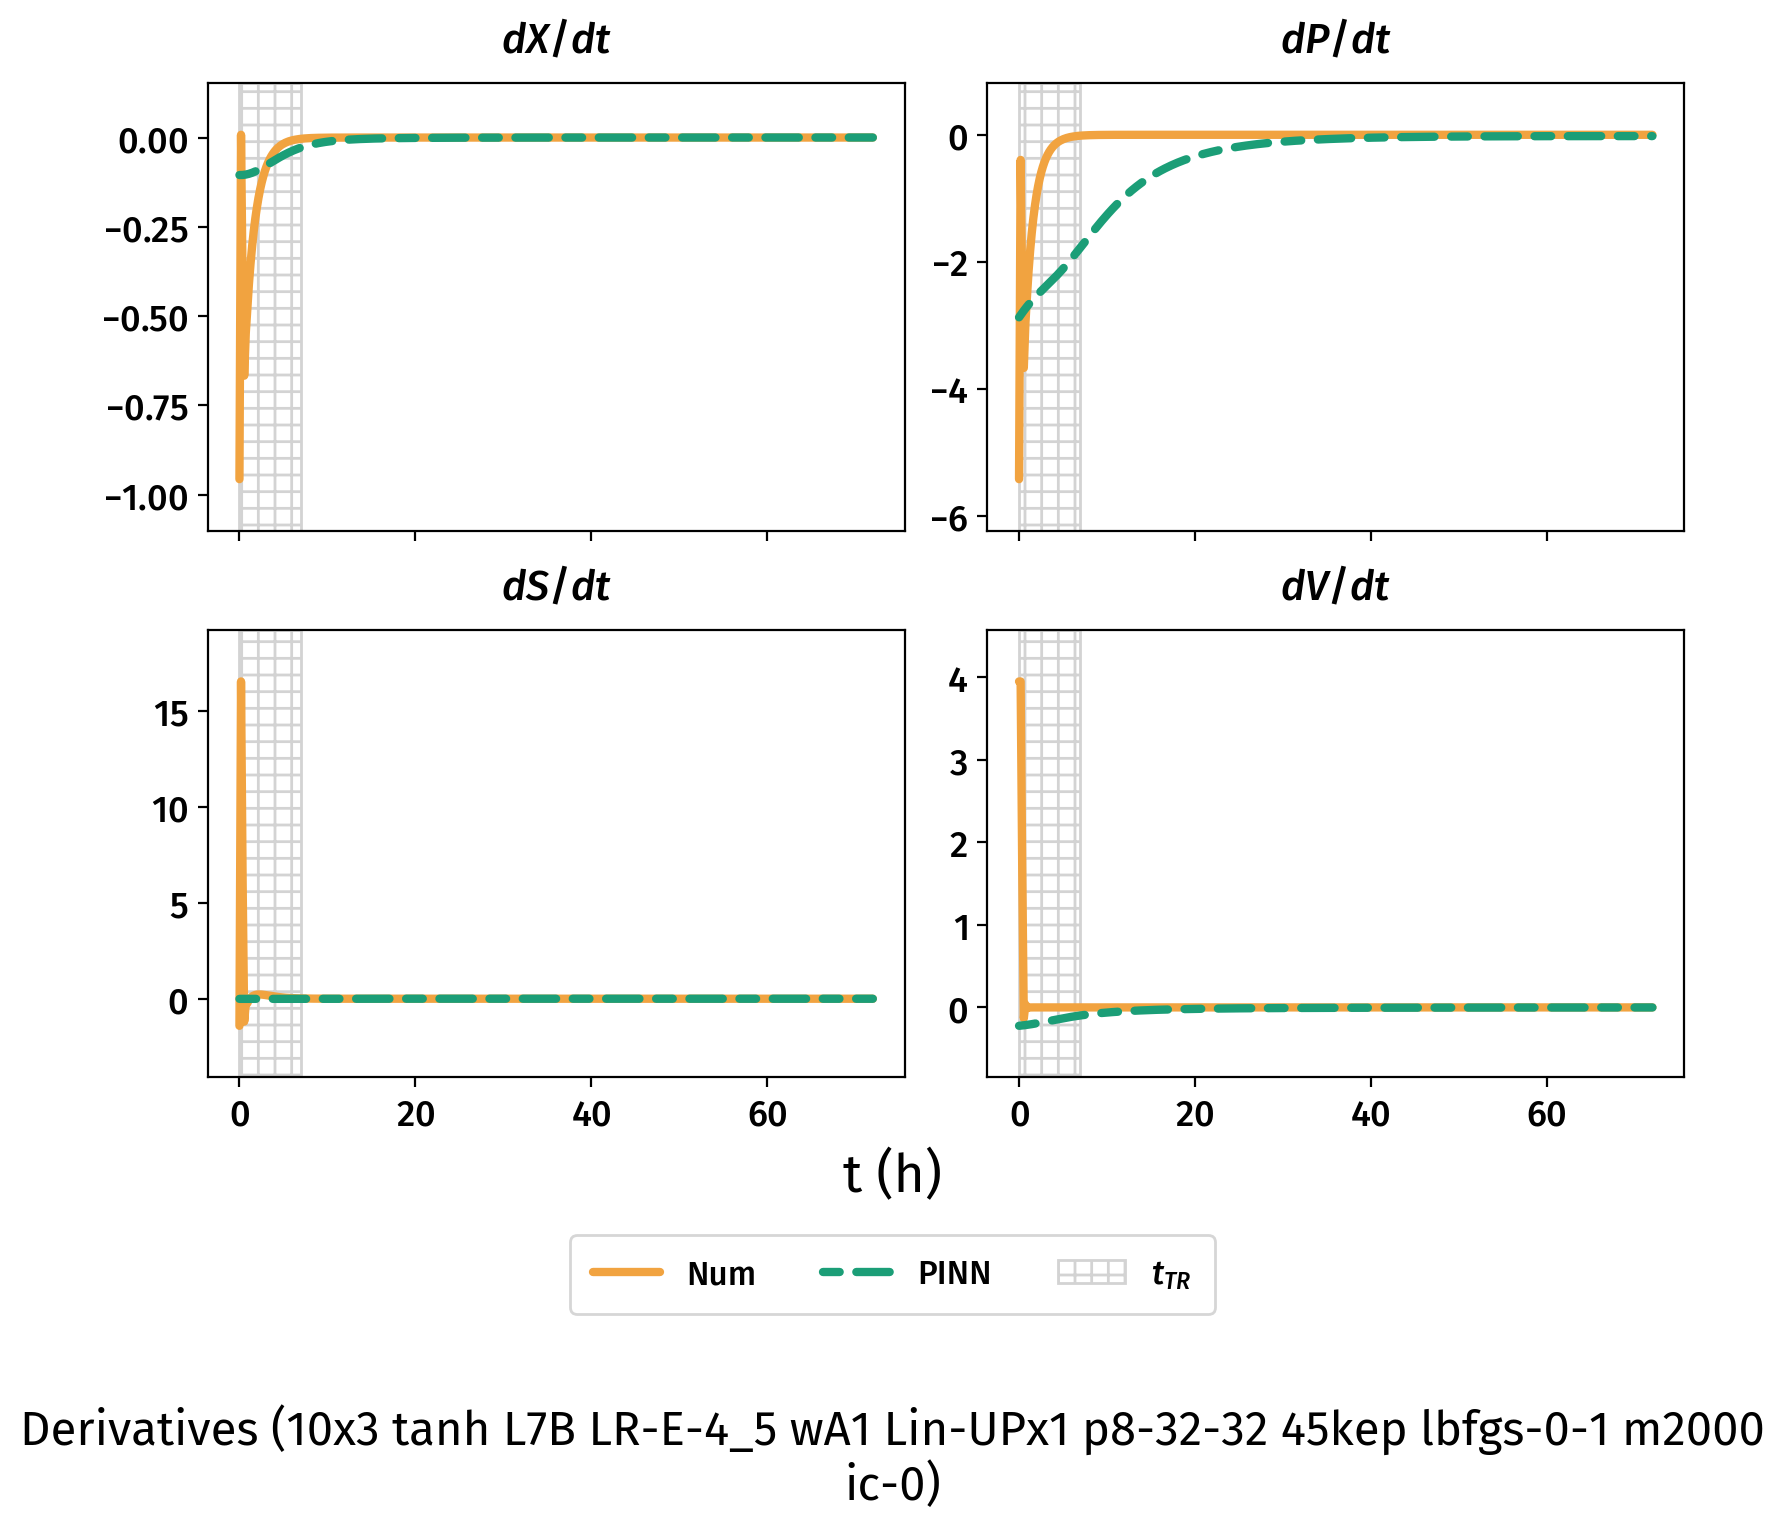 dX/dt
dP/dt
0.00
−0.25
−0.50
−0.75
−1.00
0
−2
−4
−6
dS/dt
dV/dt
15
10
5
0
4
3
2
1
0
0 20 40 60
0 20 40 60
t (h)
Num PINN t_TR
Derivatives (10x3 tanh L7B LR-E-4_5 wA1 Lin-UPx1 p8-32-32 45kep lbfgs-0-1 m2000
ic-0)